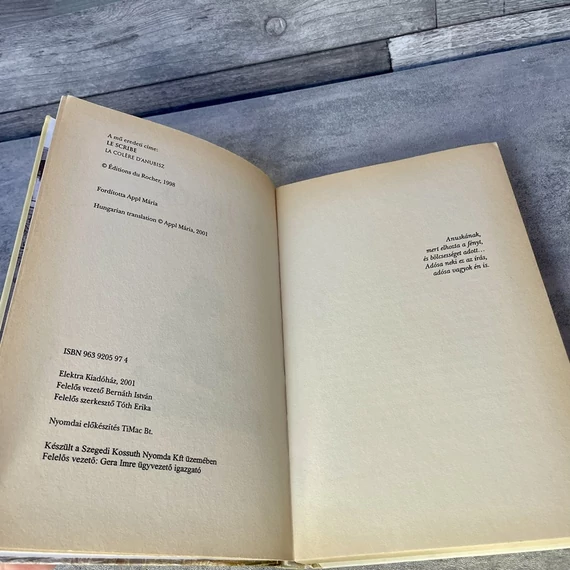 A mű eredeti címe:
LE SCRIBE
LA COLÈRE D'ANUBISZ
© Éditions du Rocher, 1998
Fordította Appl Mária
Hungarian translation © Appl Mária, 2001
ISBN 963 9205 97 4
Elektra Kiadóház, 2001
Felelős vezető Bernáth István
Felelős szerkesztő Tóth Erika
Nyomdai előkészítés TiMac Bt.
Készült a Szegedi Kossuth Nyomda Kft üzemében
Felelős vezető: Gera Imre ügyvezető igazgató
Anuskának,
mert elhozta a fényt,
és bölcsességet adott...
Adósa neki ez az írás,
adósa vagyok én is.